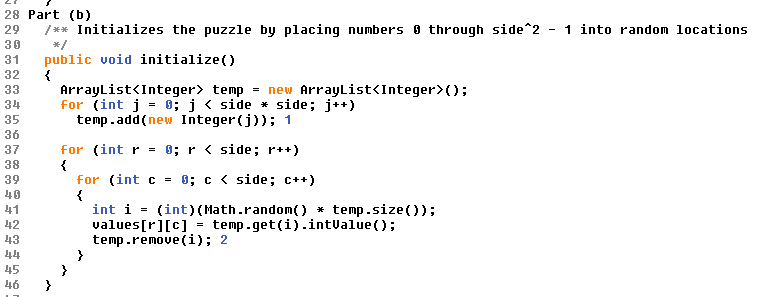 27 }
28 Part (b)
29 /** Initializes the puzzle by placing numbers 0 through side^2 - 1 into random locations
30 */
31 public void initialize()
32 {
33 ArrayList<Integer> temp = new ArrayList<Integer>();
34 for (int j = 0; j < side * side; j++)
35 temp.add(new Integer(j)); 1
36
37 for (int r = 0; r < side; r++)
38 {
39 for (int c = 0; c < side; c++)
40 {
41 int i = (int)(Math.random() * temp.size());
42 values[r][c] = temp.get(i).intValue();
43 temp.remove(i); 2
44 }
45 }
46 }